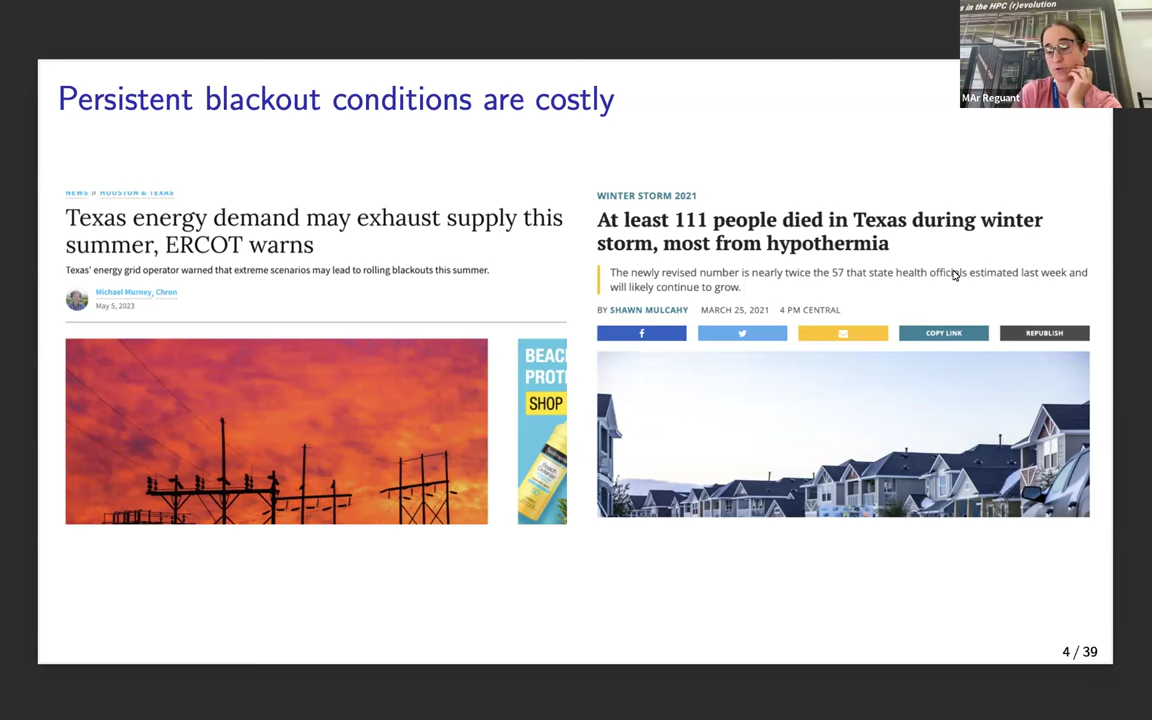 s in the HPC (r)evolution
MAr Reguant
Persistent blackout conditions are costly
NEWS // HOUSTON & TEXAS
Texas energy demand may exhaust supply this
summer, ERCOT warns
Texas' energy grid operator warned that extreme scenarios may lead to rolling blackouts this summer.
Michael Murney, Chron
May 5, 2023
BEAC
PROT
SHOP
WINTER STORM 2021
At least 111 people died in Texas during winter
storm, most from hypothermia
The newly revised number is nearly twice the 57 that state health officials estimated last week and
will likely continue to grow.
BY SHAWN MULCAHY MARCH 25, 2021 4 PM CENTRAL
COPY LINK
REPUBLISH
4 / 39